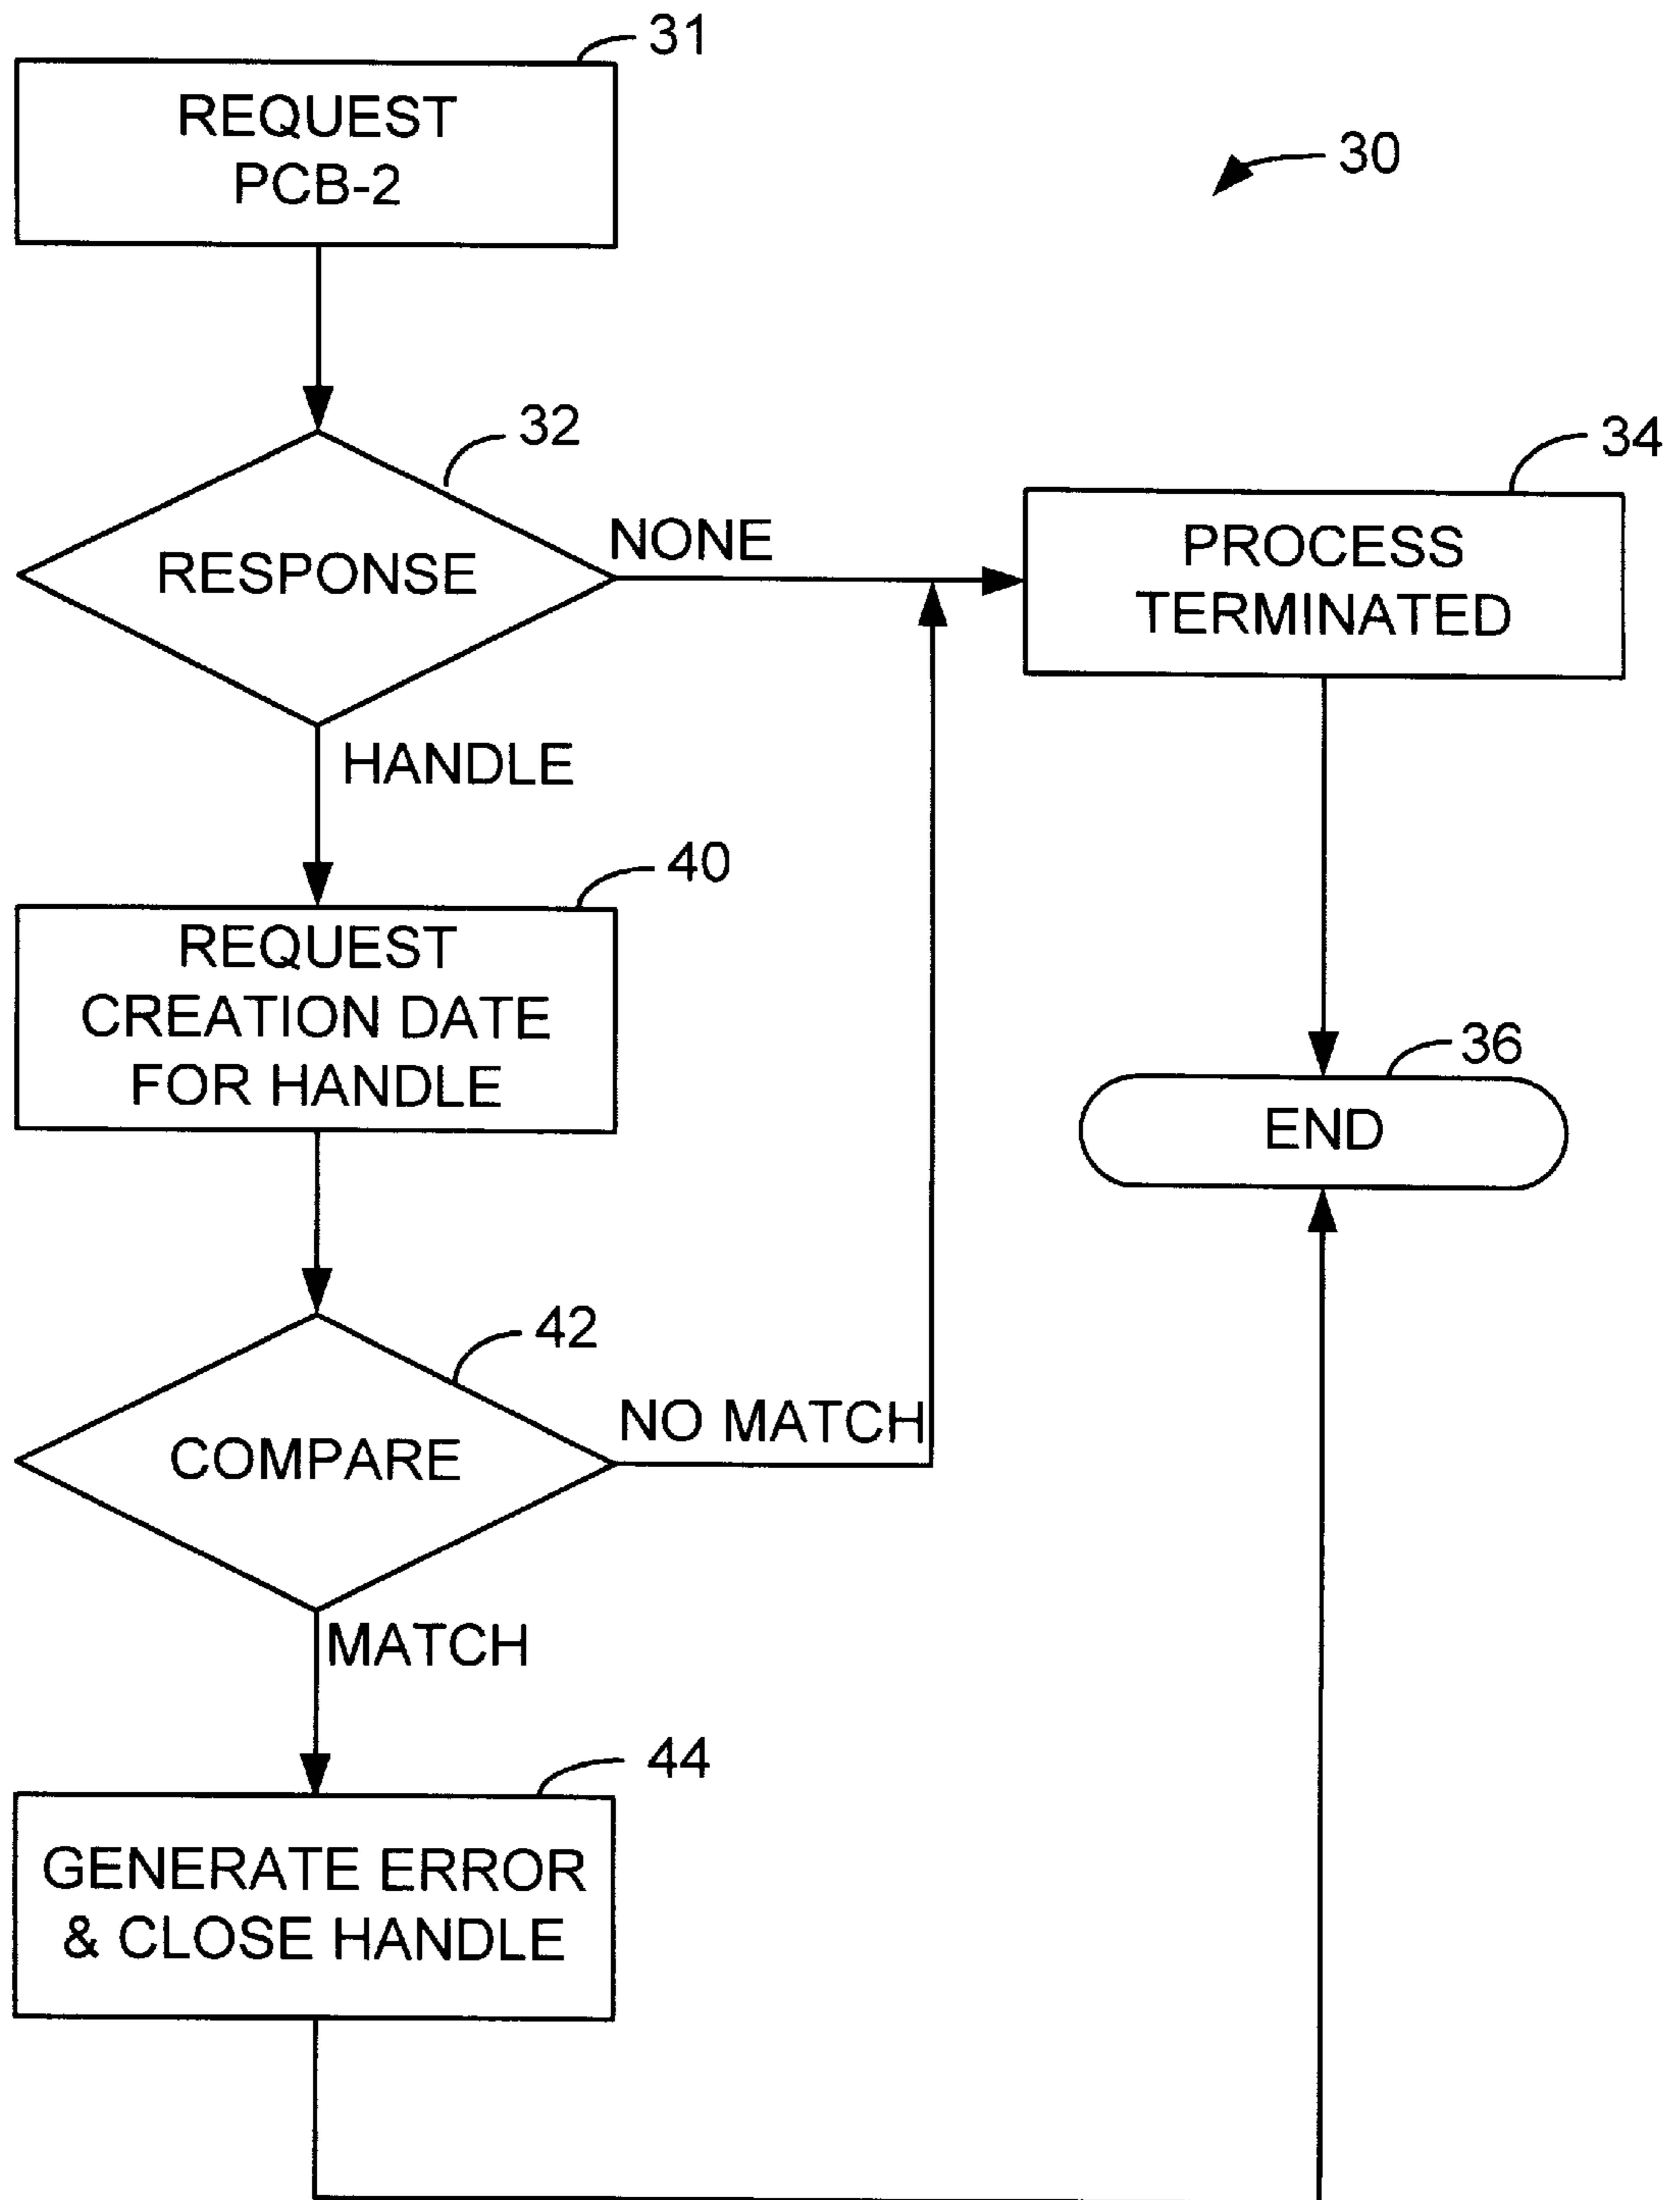 31
REQUEST
PCB-2
30
32
RESPONSE
NONE
34
PROCESS
TERMINATED
HANDLE
40
REQUEST
CREATION DATE
FOR HANDLE
36
END
42
COMPARE
NO MATCH
MATCH
44
GENERATE ERROR
& CLOSE HANDLE